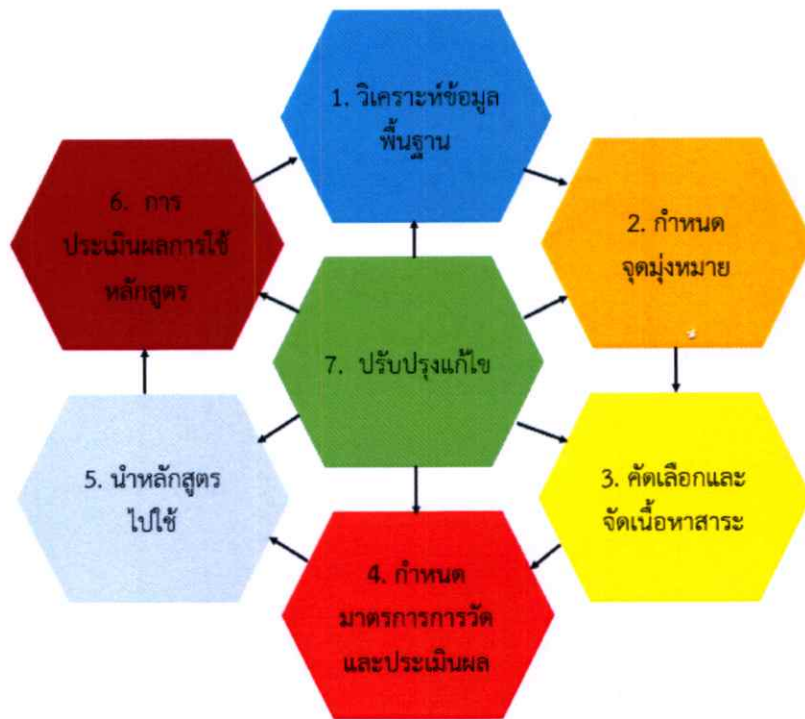 1. วิเคราะห์ข้อมูล
พื้นฐาน
2. กำหนด
จุดมุ่งหมาย
3. คัดเลือกและ
จัดเนื้อหาสาระ
4. กำหนด
มาตรการการวัด
และประเมินผล
5. นำหลักสูตร
ไปใช้
6. การ
ประเมินผลการใช้
หลักสูตร
7. ปรับปรุงแก้ไข